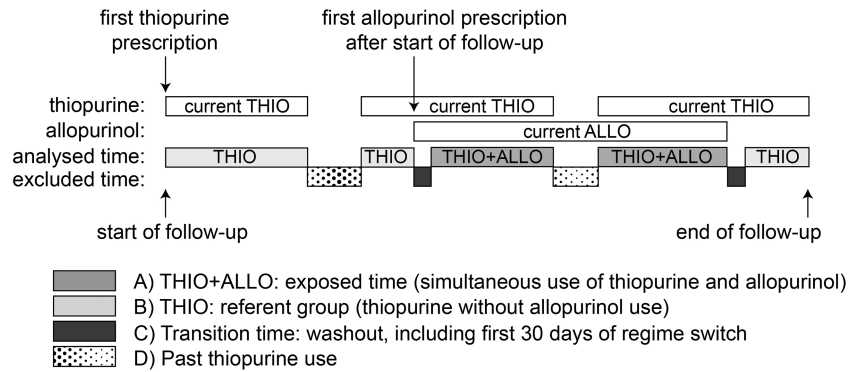 first thiopurine prescription
first allopurinol prescription after start of follow-up
thiopurine: current THIO current THIO current THIO
allopurinol: current ALLO
analysed time: THIO THIO THIO+ALLO THIO+ALLO THIO
excluded time:
start of follow-up end of follow-up
A) THIO+ALLO: exposed time (simultaneous use of thiopurine and allopurinol)
B) THIO: referent group (thiopurine without allopurinol use)
C) Transition time: washout, including first 30 days of regime switch
D) Past thiopurine use